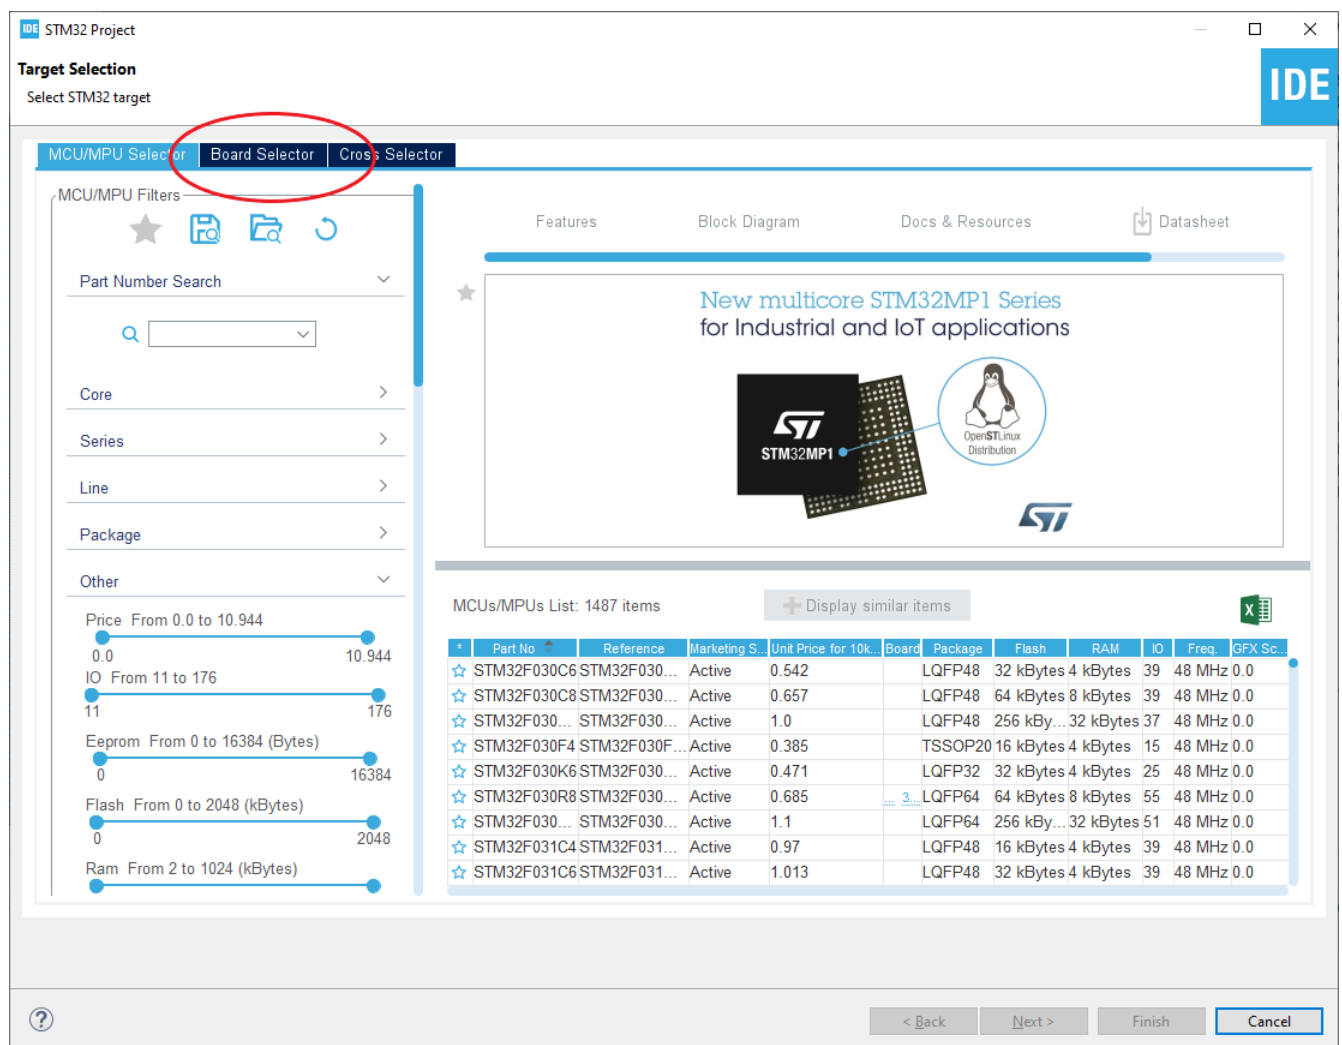 IDE STM32 Project
Target Selection
Select STM32 target
IDE
MCU/MPU Selector Board Selector Cross Selector
MCU/MPU Filters
Features Block Diagram Docs & Resources Datasheet
Part Number Search
New multicore STM32MP1 Series
for Industrial and IoT applications
STM32MP1
OpenSTLinux
Distribution
ST
Core
Series
Line
Package
Other
Price From 0.0 to 10.944
0.0 10.944
IO From 11 to 176
11 176
Eeprom From 0 to 16384 (Bytes)
0 16384
Flash From 0 to 2048 (kBytes)
0 2048
Ram From 2 to 1024 (kBytes)
MCUs/MPUs List: 1487 items Display similar items
* Part No Reference Marketing S... Unit Price for 10k... Board Package Flash RAM IO Freq. GFX Sc...
STM32F030C6 STM32F030... Active 0.542 LQFP48 32 kBytes 4 kBytes 39 48 MHz 0.0
STM32F030C8 STM32F030... Active 0.657 LQFP48 64 kBytes 8 kBytes 39 48 MHz 0.0
STM32F030... STM32F030... Active 1.0 LQFP48 256 kBy... 32 kBytes 37 48 MHz 0.0
STM32F030F4 STM32F030F... Active 0.385 TSSOP20 16 kBytes 4 kBytes 15 48 MHz 0.0
STM32F030K6 STM32F030... Active 0.471 LQFP32 32 kBytes 4 kBytes 25 48 MHz 0.0
STM32F030R8 STM32F030... Active 0.685 ... 3... LQFP64 64 kBytes 8 kBytes 55 48 MHz 0.0
STM32F030... STM32F030... Active 1.1 LQFP64 256 kBy... 32 kBytes 51 48 MHz 0.0
STM32F031C4 STM32F031... Active 0.97 LQFP48 16 kBytes 4 kBytes 39 48 MHz 0.0
STM32F031C6 STM32F031... Active 1.013 LQFP48 32 kBytes 4 kBytes 39 48 MHz 0.0
? < Back Next > Finish Cancel